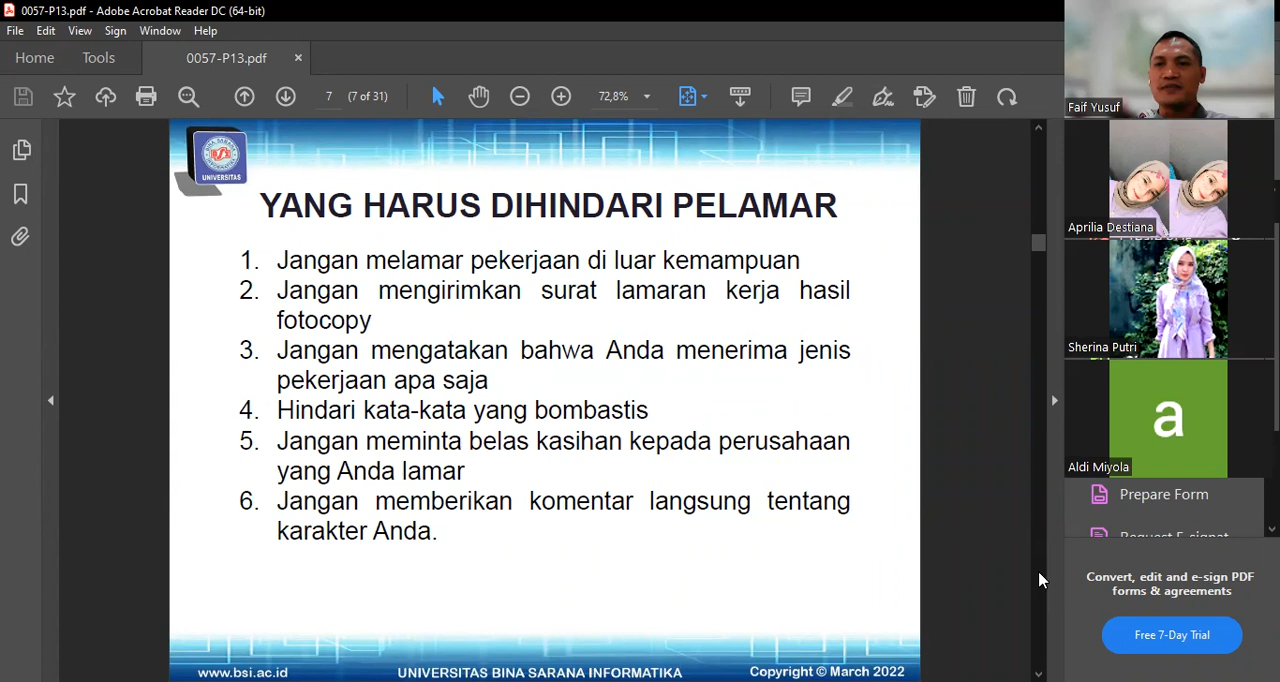 0057-P13.pdf - Adobe Acrobat Reader DC (64-bit)
File Edit View Sign Window Help
Home Tools 0057-P13.pdf ×
7 (7 of 31) 72,8%
UNIVERSITAS
YANG HARUS DIHINDARI PELAMAR
1. Jangan melamar pekerjaan di luar kemampuan
2. Jangan mengirimkan surat lamaran kerja hasil
fotocopy
3. Jangan mengatakan bahwa Anda menerima jenis
pekerjaan apa saja
4. Hindari kata-kata yang bombastis
5. Jangan meminta belas kasihan kepada perusahaan
yang Anda lamar
6. Jangan memberikan komentar langsung tentang
karakter Anda.
www.bsi.ac.id UNIVERSITAS BINA SARANA INFORMATIKA Copyright © March 2022
Faif Yusuf
Aprilia Destiana
Sherina Putri
a
Aldi Miyola
Prepare Form
Convert, edit and e-sign PDF
forms & agreements
Free 7-Day Trial